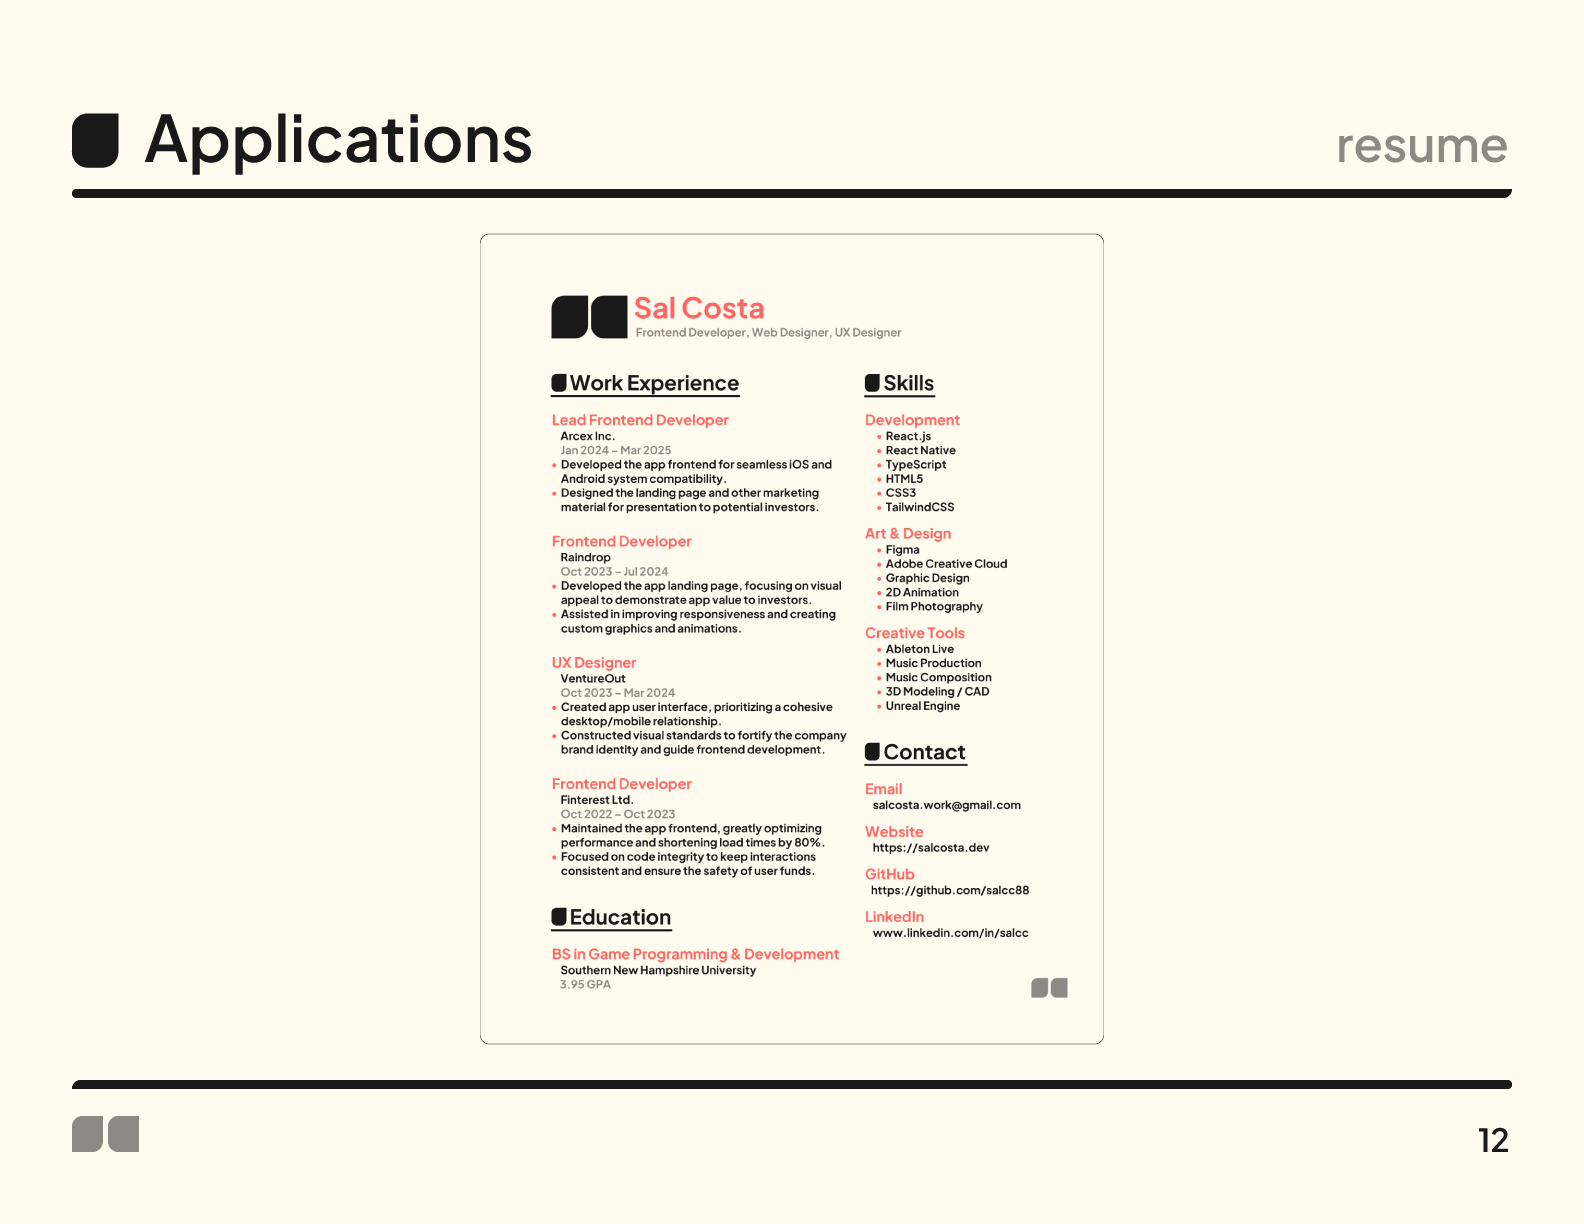 Applications
resume
Sal Costa
Frontend Developer, Web Designer, UX Designer
Work Experience
Lead Frontend Developer
Arcex Inc.
Jan 2024 – Mar 2025
• Developed the app frontend for seamless iOS and
Android system compatibility.
• Designed the landing page and other marketing
material for presentation to potential investors.
Frontend Developer
Raindrop
Oct 2023 – Jul 2024
• Developed the app landing page, focusing on visual
appeal to demonstrate app value to investors.
• Assisted in improving responsiveness and creating
custom graphics and animations.
UX Designer
VentureOut
Oct 2023 – Mar 2024
• Created app user interface, prioritizing a cohesive
desktop/mobile relationship.
• Constructed visual standards to fortify the company
brand identity and guide frontend development.
Frontend Developer
Finterest Ltd.
Oct 2022 – Oct 2023
• Maintained the app frontend, greatly optimizing
performance and shortening load times by 80%.
• Focused on code integrity to keep interactions
consistent and ensure the safety of user funds.
Education
BS in Game Programming & Development
Southern New Hampshire University
3.95 GPA
Skills
Development
• React.js
• React Native
• TypeScript
• HTML5
• CSS3
• TailwindCSS
Art & Design
• Figma
• Adobe Creative Cloud
• Graphic Design
• 2D Animation
• Film Photography
Creative Tools
• Ableton Live
• Music Production
• Music Composition
• 3D Modeling / CAD
• Unreal Engine
Contact
Email
salcosta.work@gmail.com
Website
https://salcosta.dev
GitHub
https://github.com/salcc88
LinkedIn
www.linkedin.com/in/salcc
12